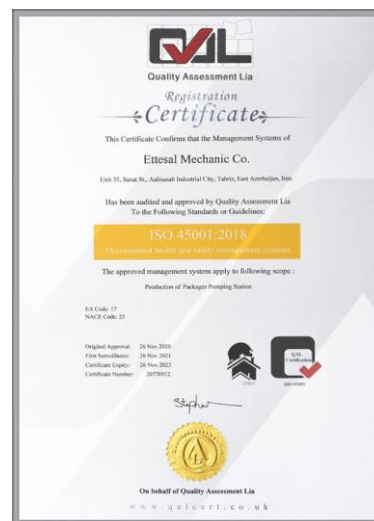 QAL
Quality Assessment Lia
Registration
Certificate
This Certificate Confirms that the Management Systems of
Ettesal Mechanic Co.
Unit 35, Sanat St., Aalinasab Industrial City, Tabriz, East Azerbaijan, Iran.
Has been audited and approved by Quality Assessment Lia
To the Following Standards or Guidelines:
ISO 45001:2018
Occupational health and safety management systems
The approved management system apply to following scope :
Production of Packages Pumping Station
EA Code: 17
NACE Code: 25
Original Approval: 26 Nov 2020
First Surveillance: 26 Nov 2021
Certificate Expiry: 26 Nov 2023
Certificate Number: 20778912
QAL
Certification
ISO 45001
On behalf of Quality Assessment Lia
www.qalcert.co.uk